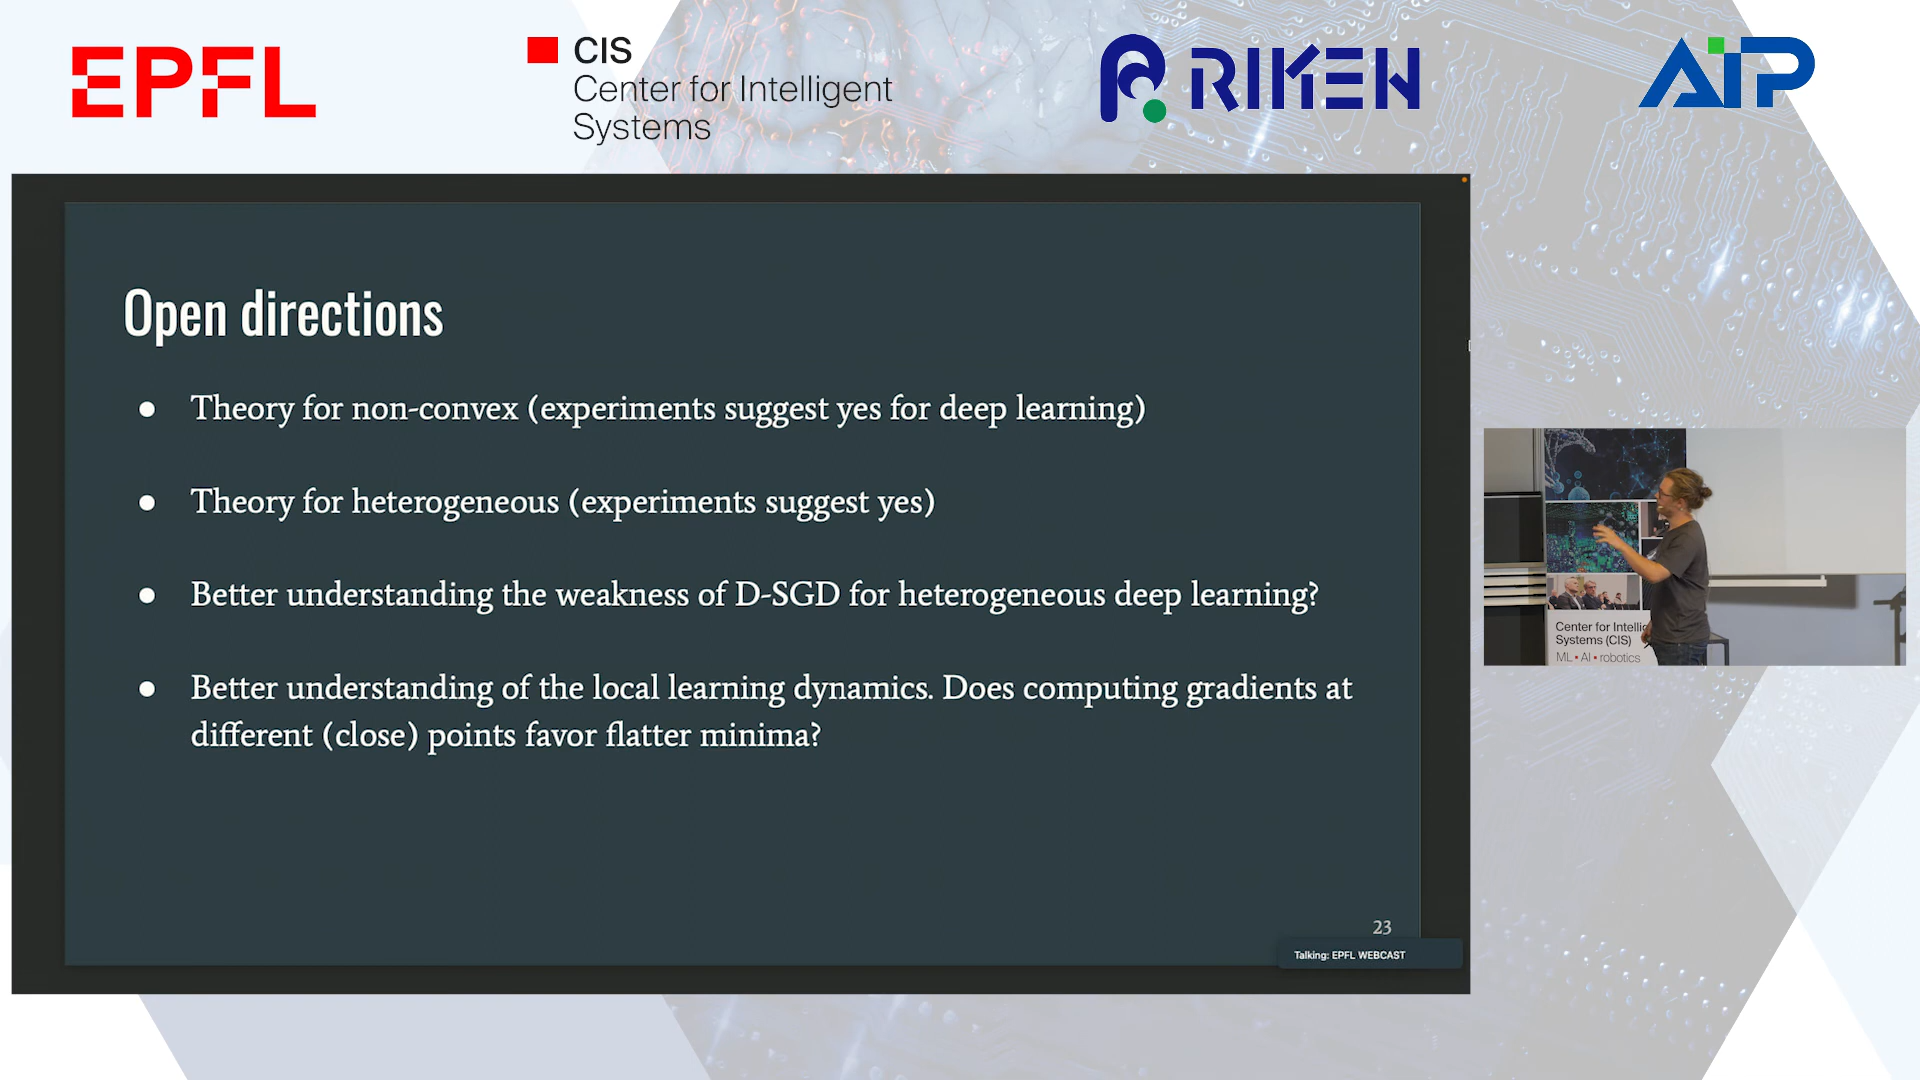 EPFL
CIS
Center for Intelligent
Systems
RIKEN
AIP
Open directions
● Theory for non-convex (experiments suggest yes for deep learning)
● Theory for heterogeneous (experiments suggest yes)
● Better understanding the weakness of D-SGD for heterogeneous deep learning?
● Better understanding of the local learning dynamics. Does computing gradients at
different (close) points favor flatter minima?
23
Talking: EPFL WEBCAST
Center for Intellig
Systems (CIS)
ML • AI • robotics